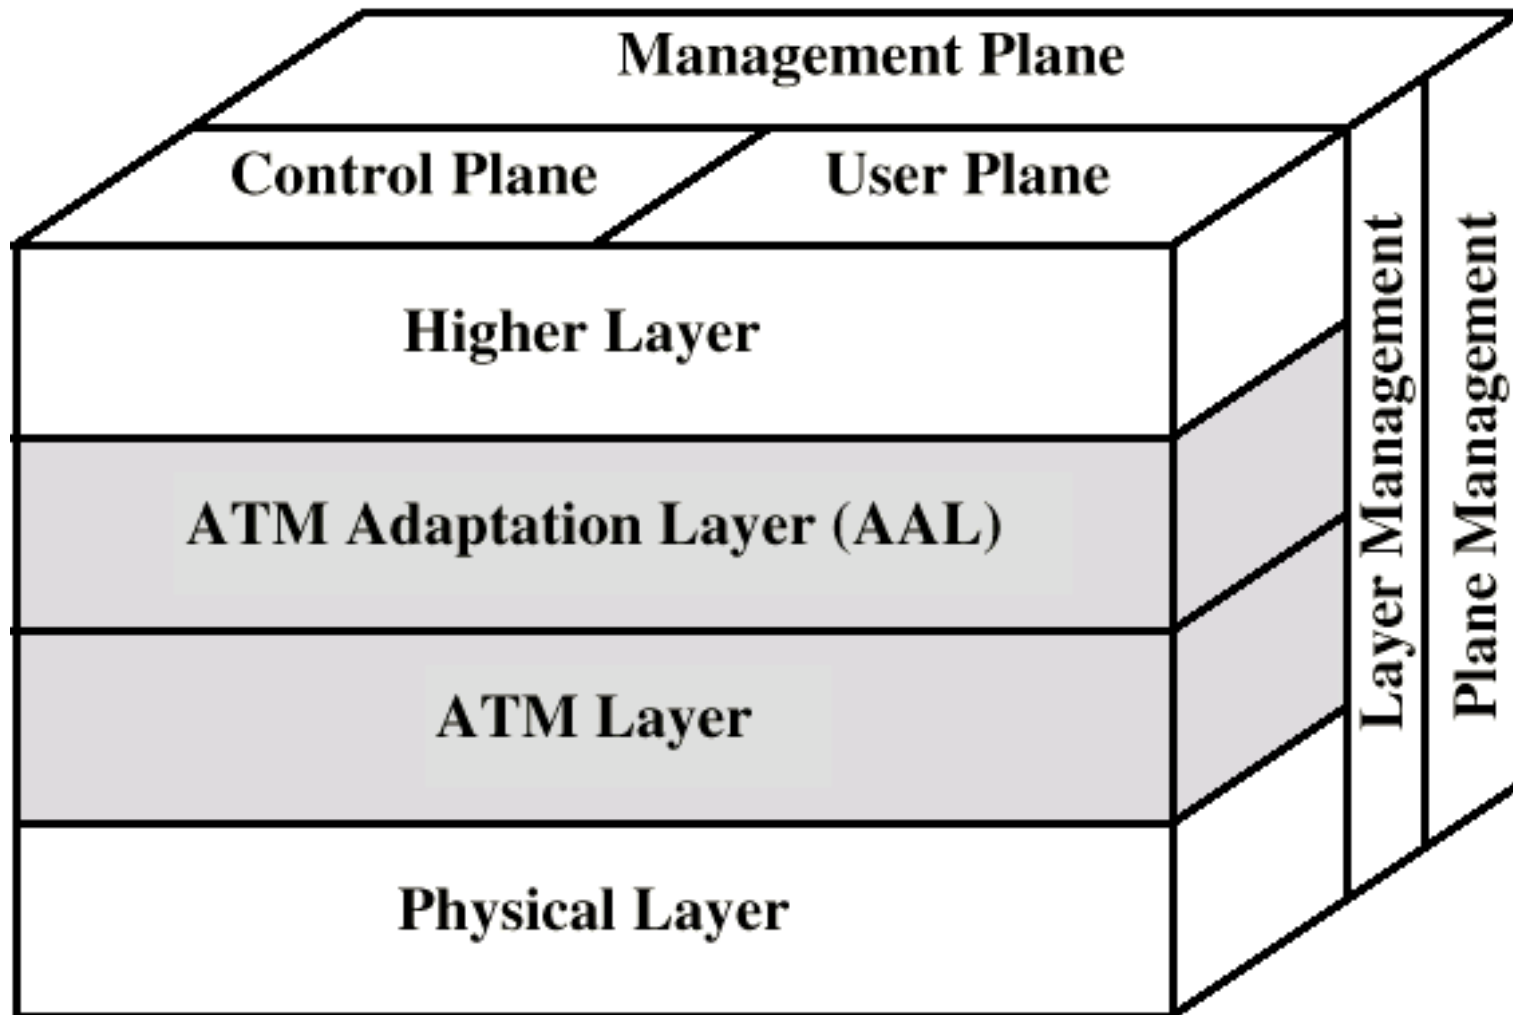 Management Plane
Control Plane
User Plane
Higher Layer
ATM Adaptation Layer (AAL)
ATM Layer
Physical Layer
Layer Management
Plane Management